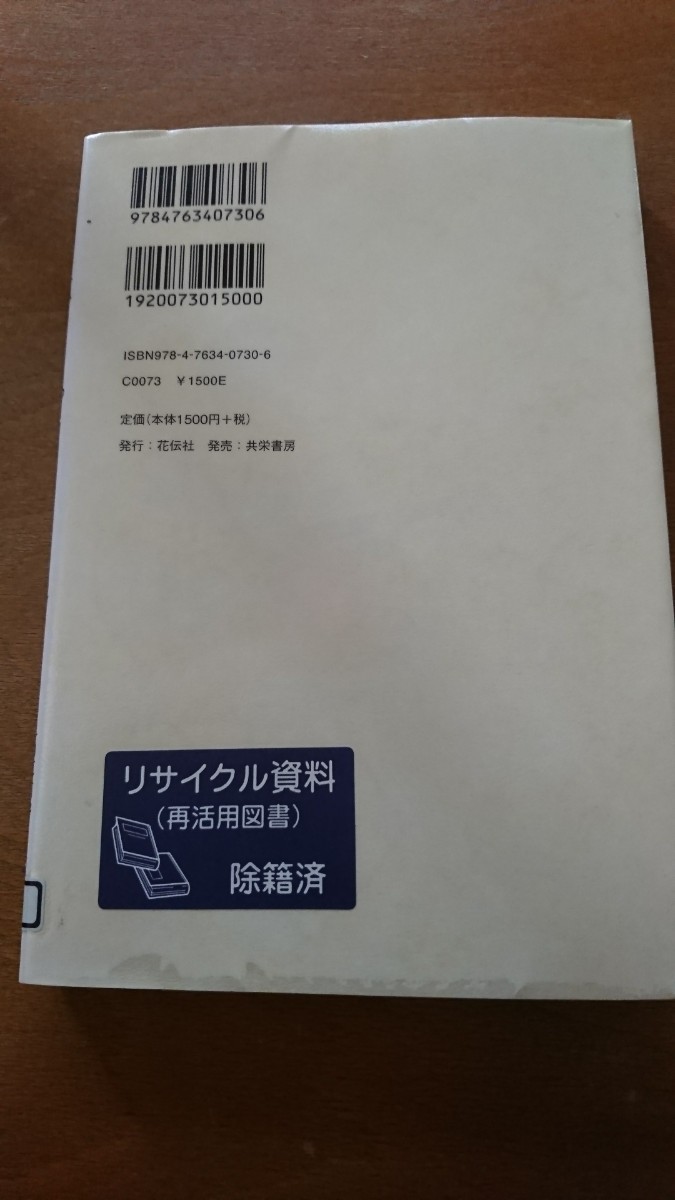 9784763407306
1920073015000
ISBN978-4-7634-0730-6
C0073 ￥1500E
定価(本体1500円＋税)
発行：花伝社 発売：共栄書房
リサイクル資料
(再活用図書)
除籍済